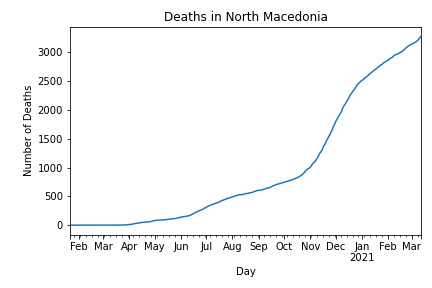 Deaths in North Macedonia
Number of Deaths
3000
2500
2000
1500
1000
500
0
Feb Mar Apr May Jun Jul Aug Sep Oct Nov Dec Jan Feb Mar
2021
Day